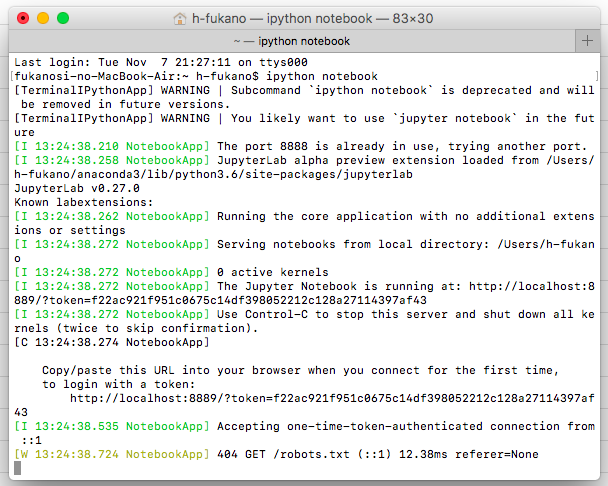 h-fukano — ipython notebook — 83×30
~ — ipython notebook
+
Last login: Tue Nov  7 21:27:11 on ttys000
[fukanosi-no-MacBook-Air:~ h-fukano$ ipython notebook ]
[TerminalIPythonApp] WARNING | Subcommand `ipython notebook` is deprecated and will
 be removed in future versions.
[TerminalIPythonApp] WARNING | You likely want to use `jupyter notebook` in the fut
ure
[I 13:24:38.210 NotebookApp] The port 8888 is already in use, trying another port.
[I 13:24:38.258 NotebookApp] JupyterLab alpha preview extension loaded from /Users/
h-fukano/anaconda3/lib/python3.6/site-packages/jupyterlab
JupyterLab v0.27.0
Known labextensions:
[I 13:24:38.262 NotebookApp] Running the core application with no additional extens
ions or settings
[I 13:24:38.272 NotebookApp] Serving notebooks from local directory: /Users/h-fukan
o
[I 13:24:38.272 NotebookApp] 0 active kernels
[I 13:24:38.272 NotebookApp] The Jupyter Notebook is running at: http://localhost:8
889/?token=f22ac921f951c0675c14df398052212c128a27114397af43
[I 13:24:38.272 NotebookApp] Use Control-C to stop this server and shut down all ke
rnels (twice to skip confirmation).
[C 13:24:38.274 NotebookApp]
    Copy/paste this URL into your browser when you connect for the first time,
    to login with a token:
        http://localhost:8889/?token=f22ac921f951c0675c14df398052212c128a27114397af
43
[I 13:24:38.535 NotebookApp] Accepting one-time-token-authenticated connection from
 ::1
[W 13:24:38.724 NotebookApp] 404 GET /robots.txt (::1) 12.38ms referer=None